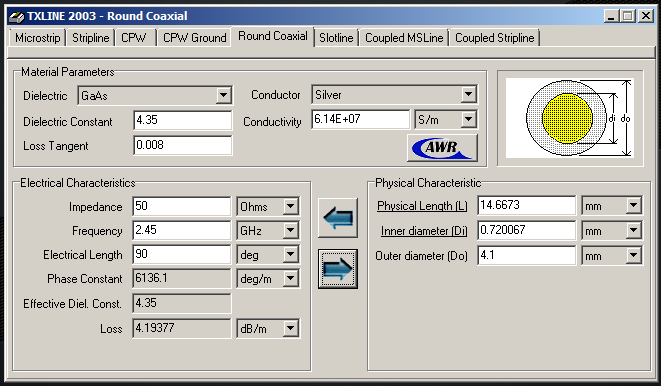 TXLINE 2003 - Round Coaxial
Microstrip Stripline CPW CPW Ground Round Coaxial Slotline Coupled MSLine Coupled Stripline
Material Parameters
Dielectric GaAs Conductor Silver
Dielectric Constant 4.35 Conductivity 6.14E+07 S/m
Loss Tangent 0.008 AWR
di do
Electrical Characteristics Physical Characteristic
Impedance 50 Ohms Physical Length (L) 14.6673 mm
Frequency 2.45 GHz Inner diameter (Di) 0.720067 mm
Electrical Length 90 deg Outer diameter (Do) 4.1 mm
Phase Constant 6136.1 deg/m
Effective Diel. Const. 4.35
Loss 4.19377 dB/m